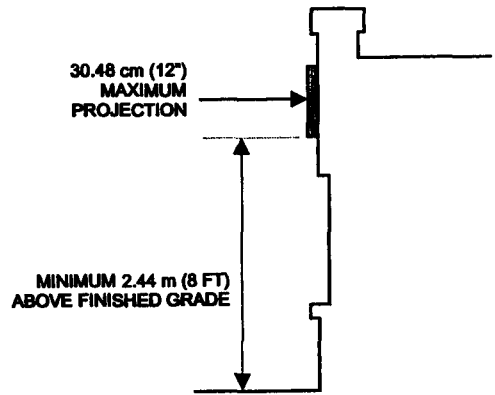 30.48 cm (12")
MAXIMUM
PROJECTION
MINIMUM 2.44 m (8 FT)
ABOVE FINISHED GRADE